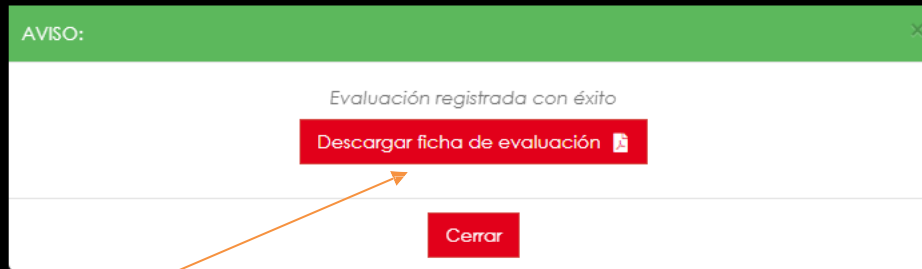 AVISO:
×
Evaluación registrada con éxito
Descargar ficha de evaluación
Cerrar